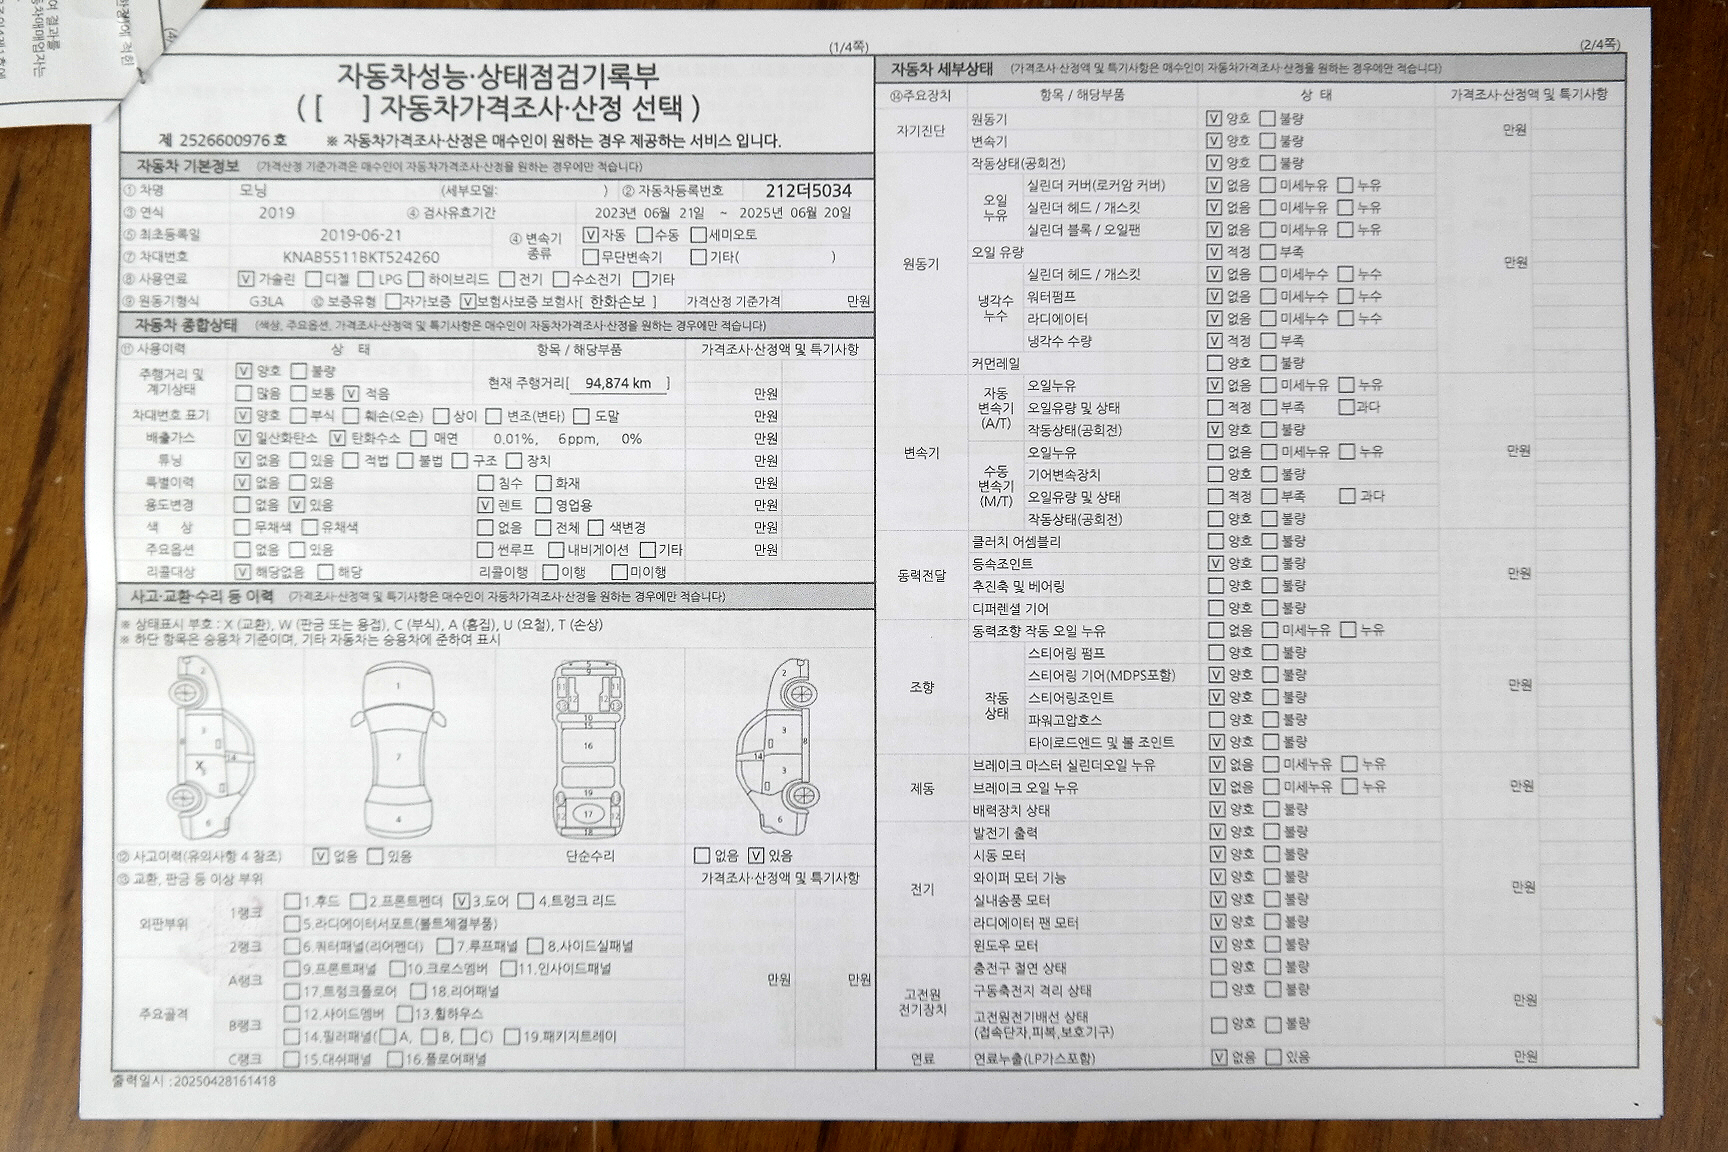 (1/4쪽)
자동차성능·상태점검기록부
( [ ] 자동차가격조사·산정 선택 )
제 2526600976 호 ※ 자동차가격조사·산정은 매수인이 원하는 경우 제공하는 서비스 입니다.
자동차 기본정보 (가격산정 기준가격은 매수인이 자동차가격조사·산정을 원하는 경우에만 적습니다)
① 차명 모닝 (세부모델: ) ② 자동차등록번호 212더5034
③ 연식 2019 ④ 검사유효기간 2023년 06월 21일 ~ 2025년 06월 20일
⑤ 최초등록일 2019-06-21 ④ 변속기 종류 [V]자동 [ ]수동 [ ]세미오토
⑦ 차대번호 KNAB5511BKT524260 [ ]무단변속기 [ ]기타( )
⑧ 사용연료 [V]가솔린 [ ]디젤 [ ]LPG [ ]하이브리드 [ ]전기 [ ]수소전기 [ ]기타
⑨ 원동기형식 G3LA ⑩ 보증유형 [ ]자가보증 [V]보험사보증 보험사[ 한화손보 ] 가격산정 기준가격 만원
자동차 종합상태 (색상, 주요옵션, 가격조사·산정액 및 특기사항은 매수인이 자동차가격조사·산정을 원하는 경우에만 적습니다)
⑪ 사용이력 상 태 항목 / 해당부품 가격조사·산정액 및 특기사항
주행거리 및 계기상태 [V]양호 [ ]불량 현재 주행거리[ 94,874 km ]
[ ]많음 [ ]보통 [V]적음 만원
차대번호 표기 [V]양호 [ ]부식 [ ]훼손(오손) [ ]상이 [ ]변조(변타) [ ]도말 만원
배출가스 [V]일산화탄소 [V]탄화수소 [ ]매연 0.01%, 6ppm, 0% 만원
튜닝 [V]없음 [ ]있음 [ ]적법 [ ]불법 [ ]구조 [ ]장치 만원
특별이력 [V]없음 [ ]있음 [ ]침수 [ ]화재 만원
용도변경 [ ]없음 [V]있음 [V]렌트 [ ]영업용 만원
색 상 [ ]무채색 [ ]유채색 [ ]없음 [ ]전체 [ ]색변경 만원
주요옵션 [ ]없음 [ ]있음 [ ]썬루프 [ ]내비게이션 [ ]기타 만원
리콜대상 [V]해당없음 [ ]해당 리콜이행 [ ]이행 [ ]미이행
사고·교환·수리 등 이력 (가격조사·산정액 및 특기사항은 매수인이 자동차가격조사·산정을 원하는 경우에만 적습니다)
※ 상태표시 부호 : X (교환), W (판금 또는 용접), C (부식), A (흠집), U (요철), T (손상)
※ 하단 항목은 승용차 기준이며, 기타 자동차는 승용차에 준하여 표시
⑫ 사고이력(유의사항 4 참조) [V]없음 [ ]있음 단순수리 [ ]없음 [V]있음
⑬ 교환, 판금 등 이상 부위 가격조사·산정액 및 특기사항
외판부위 1랭크 [ ]1.후드 [ ]2.프론트펜더 [V]3.도어 [ ]4.트렁크 리드
[ ]5.라디에이터서포트(볼트체결부품)
2랭크 [ ]6.쿼터패널(리어펜더) [ ]7.루프패널 [ ]8.사이드실패널
주요골격 A랭크 [ ]9.프론트패널 [ ]10.크로스멤버 [ ]11.인사이드패널 만원 만원
[ ]17.트렁크플로어 [ ]18.리어패널
B랭크 [ ]12.사이드멤버 [ ]13.휠하우스
[ ]14.필러패널([ ]A, [ ]B, [ ]C) [ ]19.패키지트레이
C랭크 [ ]15.대쉬패널 [ ]16.플로어패널
출력일시 :20250428161418
(2/4쪽)
자동차 세부상태 (가격조사·산정액 및 특기사항은 매수인이 자동차가격조사·산정을 원하는 경우에만 적습니다)
⑭주요장치 항목 / 해당부품 상 태 가격조사·산정액 및 특기사항
자기진단 원동기 [V]양호 [ ]불량 만원
변속기 [V]양호 [ ]불량
원동기 작동상태(공회전) [V]양호 [ ]불량 만원
오일 누유 실린더 커버(로커암 커버) [V]없음 [ ]미세누유 [ ]누유
실린더 헤드 / 개스킷 [V]없음 [ ]미세누유 [ ]누유
실린더 블록 / 오일팬 [V]없음 [ ]미세누유 [ ]누유
오일 유량 [V]적정 [ ]부족
냉각수 누수 실린더 헤드 / 개스킷 [V]없음 [ ]미세누수 [ ]누수
워터펌프 [V]없음 [ ]미세누수 [ ]누수
라디에이터 [V]없음 [ ]미세누수 [ ]누수
냉각수 수량 [V]적정 [ ]부족
커먼레일 [ ]양호 [ ]불량
변속기 자동 변속기 (A/T) 오일누유 [V]없음 [ ]미세누유 [ ]누유 만원
오일유량 및 상태 [ ]적정 [ ]부족 [ ]과다
작동상태(공회전) [V]양호 [ ]불량
수동 변속기 (M/T) 오일누유 [ ]없음 [ ]미세누유 [ ]누유
기어변속장치 [ ]양호 [ ]불량
오일유량 및 상태 [ ]적정 [ ]부족 [ ]과다
작동상태(공회전) [ ]양호 [ ]불량
동력전달 클러치 어셈블리 [ ]양호 [ ]불량 만원
등속조인트 [V]양호 [ ]불량
추진축 및 베어링 [ ]양호 [ ]불량
디퍼렌셜 기어 [ ]양호 [ ]불량
조향 동력조향 작동 오일 누유 [ ]없음 [ ]미세누유 [ ]누유 만원
작동 상태 스티어링 펌프 [ ]양호 [ ]불량
스티어링 기어(MDPS포함) [V]양호 [ ]불량
스티어링조인트 [V]양호 [ ]불량
파워고압호스 [ ]양호 [ ]불량
타이로드엔드 및 볼 조인트 [V]양호 [ ]불량
제동 브레이크 마스터 실린더오일 누유 [V]없음 [ ]미세누유 [ ]누유 만원
브레이크 오일 누유 [V]없음 [ ]미세누유 [ ]누유
배력장치 상태 [V]양호 [ ]불량
전기 발전기 출력 [V]양호 [ ]불량 만원
시동 모터 [V]양호 [ ]불량
와이퍼 모터 기능 [V]양호 [ ]불량
실내송풍 모터 [V]양호 [ ]불량
라디에이터 팬 모터 [V]양호 [ ]불량
윈도우 모터 [V]양호 [ ]불량
고전원 전기장치 충전구 절연 상태 [ ]양호 [ ]불량 만원
구동축전지 격리 상태 [ ]양호 [ ]불량
고전원전기배선 상태 (접속단자,피복,보호기구) [ ]양호 [ ]불량
연료 연료누출(LP가스포함) [V]없음 [ ]있음 만원